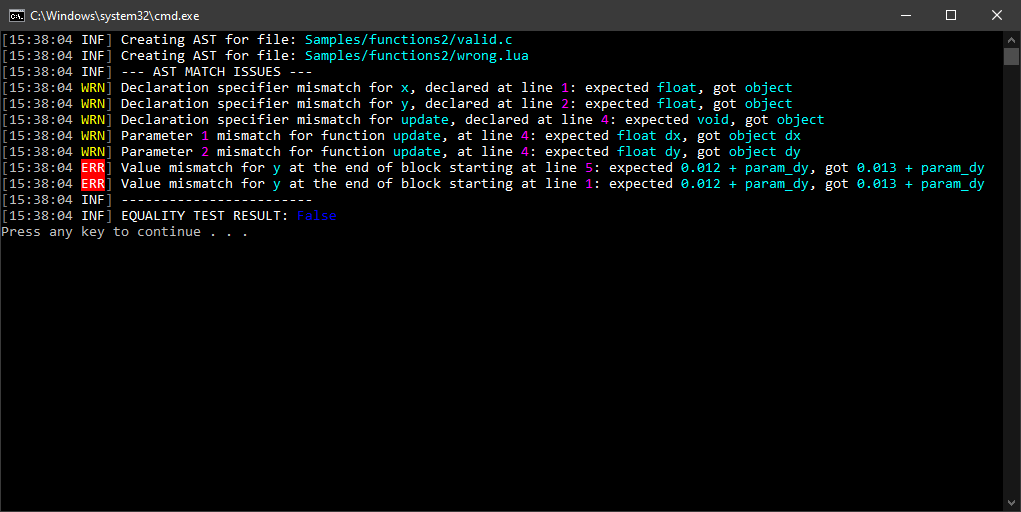 C:\Windows\system32\cmd.exe
[15:38:04 INF] Creating AST for file: Samples/functions2/valid.c
[15:38:04 INF] Creating AST for file: Samples/functions2/wrong.lua
[15:38:04 INF] --- AST MATCH ISSUES ---
[15:38:04 WRN] Declaration specifier mismatch for x, declared at line 1: expected float, got object
[15:38:04 WRN] Declaration specifier mismatch for y, declared at line 2: expected float, got object
[15:38:04 WRN] Declaration specifier mismatch for update, declared at line 4: expected void, got object
[15:38:04 WRN] Parameter 1 mismatch for function update, at line 4: expected float dx, got object dx
[15:38:04 WRN] Parameter 2 mismatch for function update, at line 4: expected float dy, got object dy
[15:38:04 ERR] Value mismatch for y at the end of block starting at line 5: expected 0.012 + param_dy, got 0.013 + param_dy
[15:38:04 ERR] Value mismatch for y at the end of block starting at line 1: expected 0.012 + param_dy, got 0.013 + param_dy
[15:38:04 INF] ------------------------
[15:38:04 INF] EQUALITY TEST RESULT: False
Press any key to continue . . .